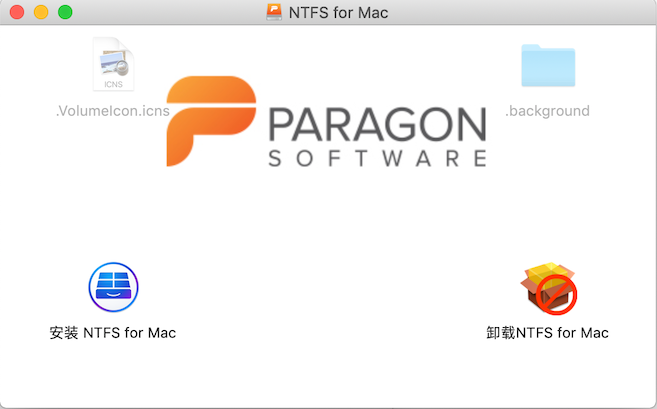 NTFS for Mac
ICNS
.VolumeIcon.icns
.background
PARAGON
SOFTWARE
安装 NTFS for Mac
卸载NTFS for Mac